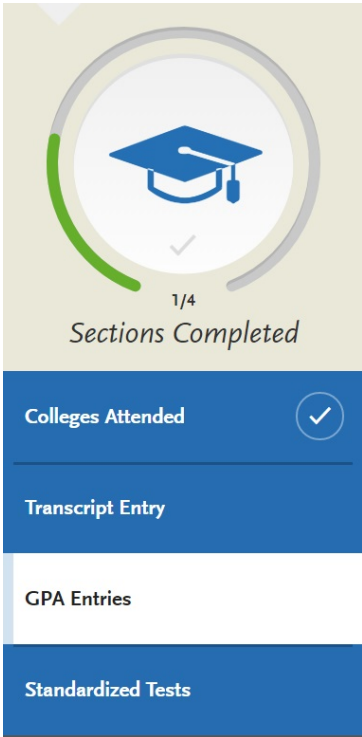 1/4
Sections Completed
Colleges Attended
Transcript Entry
GPA Entries
Standardized Tests